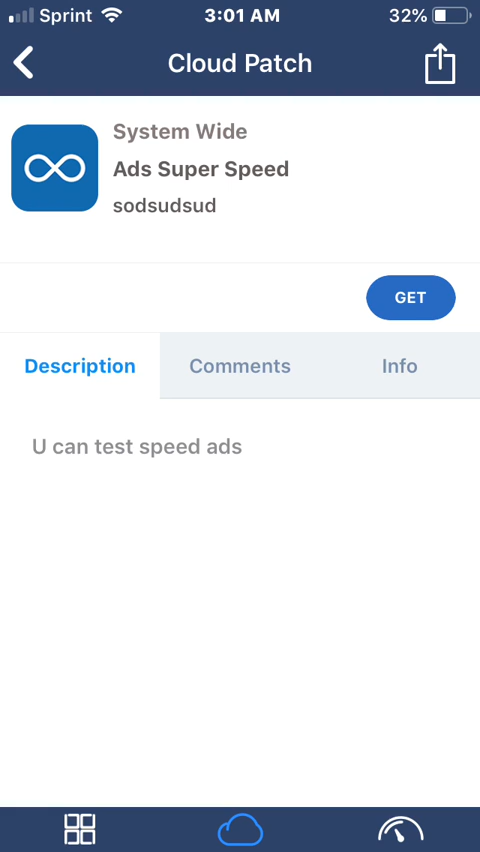 Sprint 3:01 AM 32%
Cloud Patch
System Wide
Ads Super Speed
sodsudsud
GET
Description Comments Info
U can test speed ads